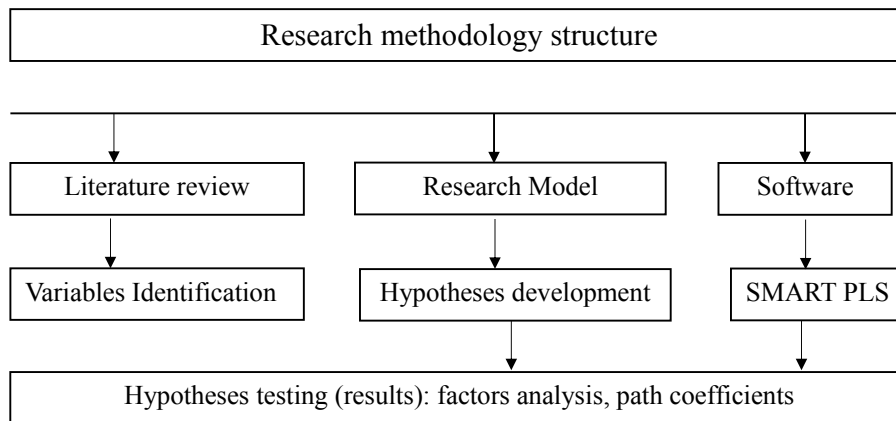 Research methodology structure
Literature review
Research Model
Software
Variables Identification
Hypotheses development
SMART PLS
Hypotheses testing (results): factors analysis, path coefficients